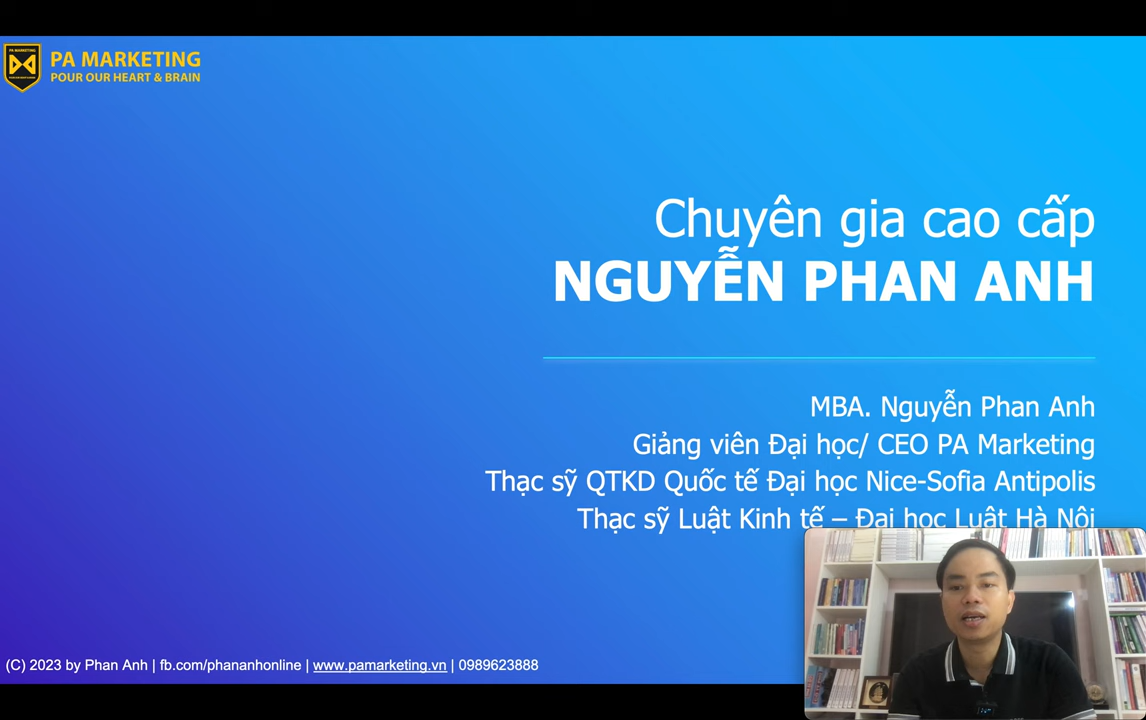 PA MARKETING
POUR OUR HEART & BRAIN
Chuyên gia cao cấp
NGUYỄN PHAN ANH
MBA. Nguyễn Phan Anh
Giảng viên Đại học/ CEO PA Marketing
Thạc sỹ QTKD Quốc tế Đại học Nice-Sofia Antipolis
Thạc sỹ Luật Kinh tế – Đại học Luật Hà Nội
(C) 2023 by Phan Anh | fb.com/phananhonline | www.pamarketing.vn | 0989623888